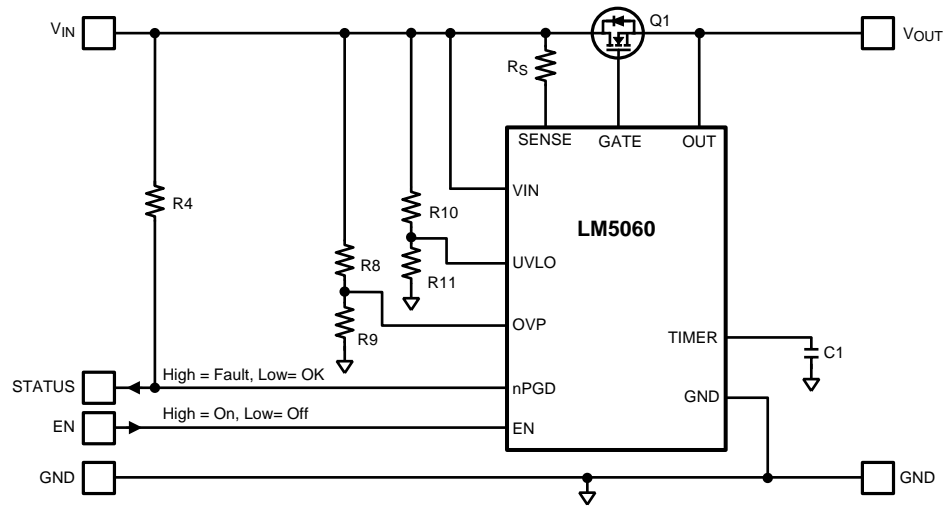 Q1
VIN
VOUT
RS
SENSE
GATE
OUT
VIN
R4
R10
LM5060
UVLO
R8
R11
OVP
R9
TIMER
C1
High = Fault, Low= OK
STATUS
nPGD
GND
High = On, Low= Off
EN
EN
GND
GND